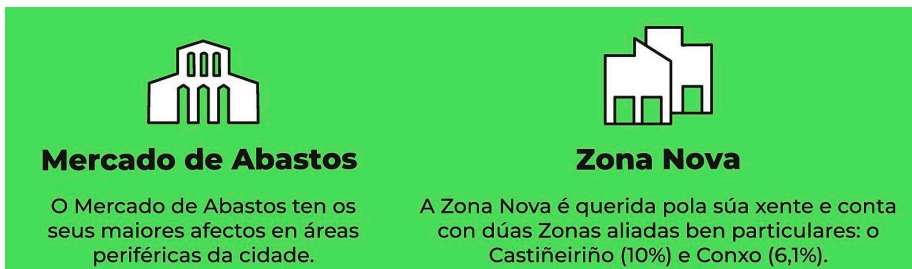 Mercado de Abastos
O Mercado de Abastos ten os
seus maiores afectos en áreas
periféricas da cidade.
Zona Nova
A Zona Nova é querida pola súa xente e conta
con dúas Zonas aliadas ben particulares: o
Castiñeiriño (10%) e Conxo (6,1%).